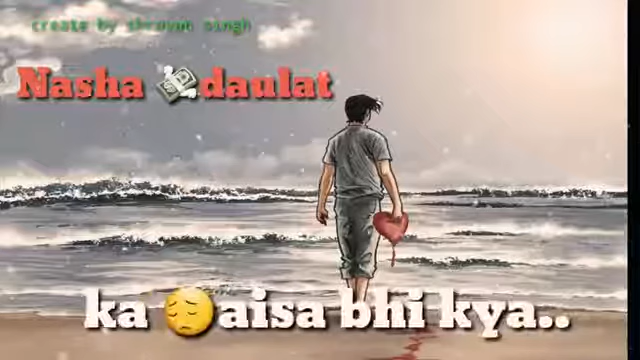 create by shravan singh
Nasha 💸daulat
ka 😔aisa bhi kya..